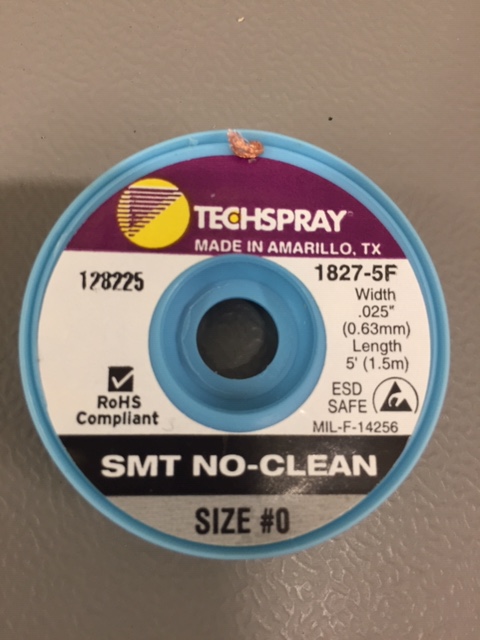 TECHSPRAY
MADE IN AMARILLO, TX
128225
1827-5F
Width
.025"
(0.63mm)
Length
5' (1.5m)
RoHS
Compliant
ESD
SAFE
MIL-F-14256
SMT NO-CLEAN
SIZE #0